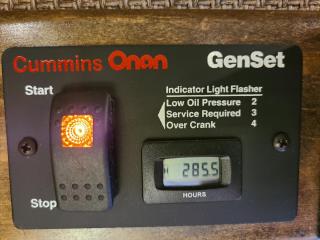 Cummins Onan GenSet
Start
Indicator Light Flasher
Low Oil Pressure 2
Service Required 3
Over Crank 4
H 285.5
Stop
HOURS